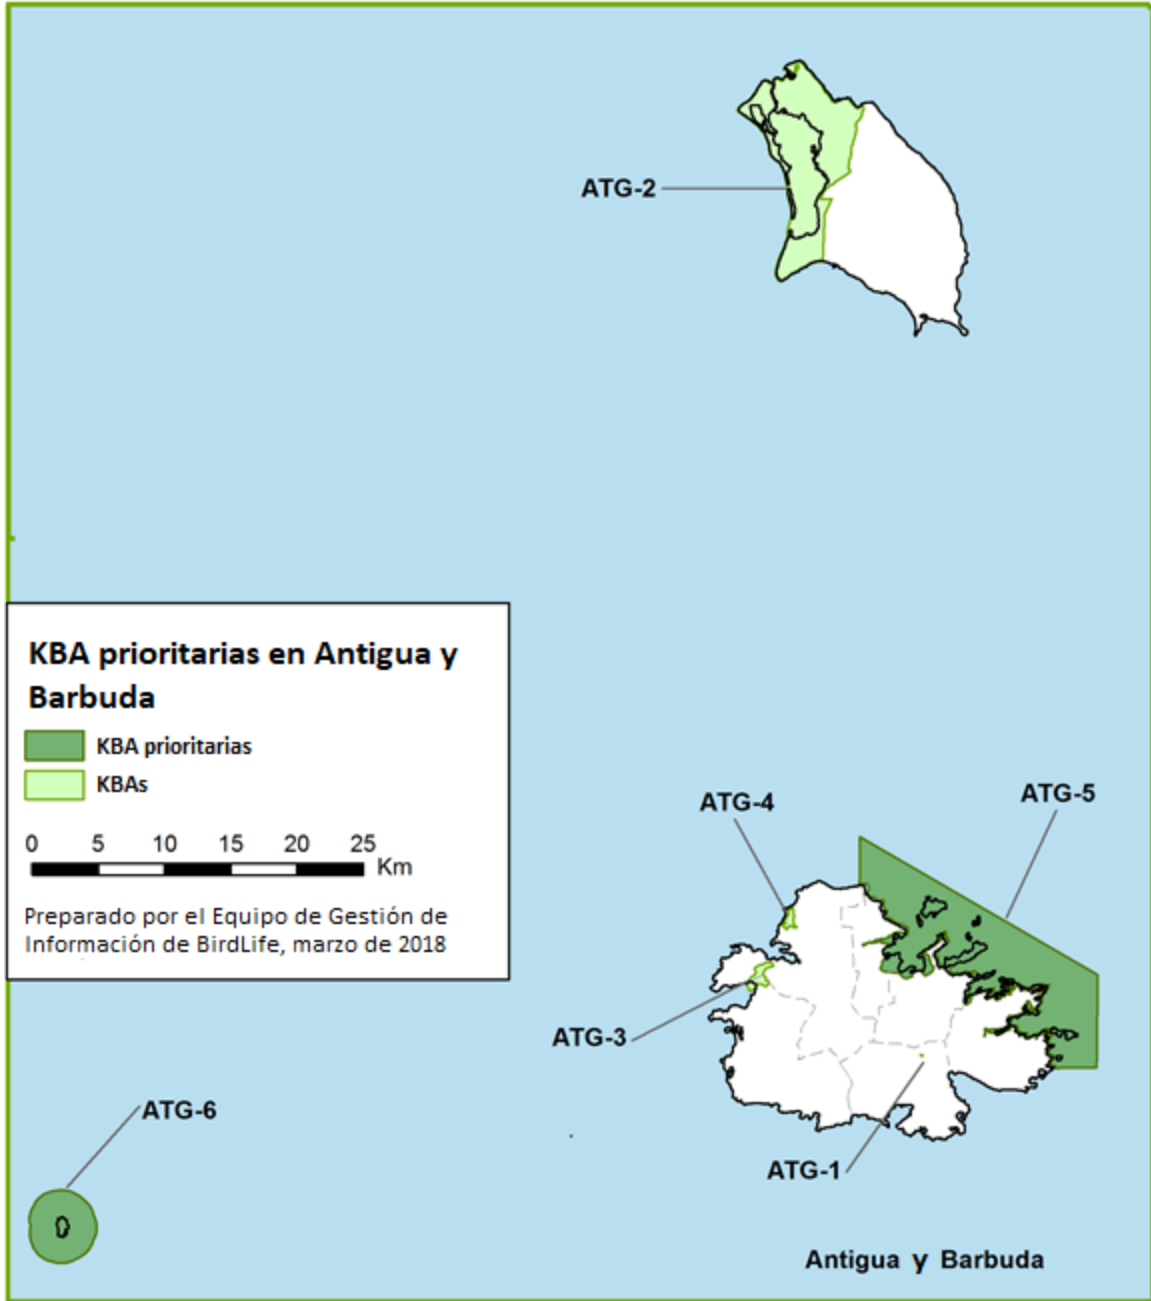 ATG-2
KBA prioritarias en Antigua y
Barbuda
KBA prioritarias
KBAs
0 5 10 15 20 25
Km
Preparado por el Equipo de Gestión de
Información de BirdLife, marzo de 2018
ATG-4
ATG-5
ATG-3
ATG-6
ATG-1
Antigua y Barbuda